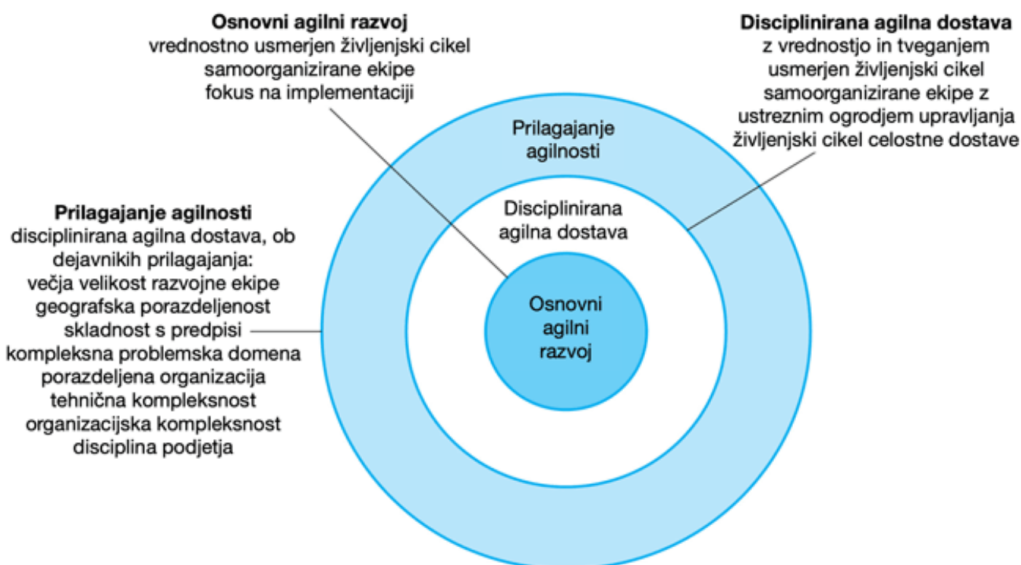 Osnovni agilni razvoj
vrednostno usmerjen življenjski cikel
samoorganizirane ekipe
fokus na implementaciji
Disciplinirana agilna dostava
z vrednostjo in tveganjem
usmerjen življenjski cikel
samoorganizirane ekipe z
ustreznim ogrodjem upravljanja
življenjski cikel celostne dostave
Prilagajanje agilnosti
disciplinirana agilna dostava, ob
dejavnikih prilagajanja:
večja velikost razvojne ekipe
geografska porazdeljenost
skladnost s predpisi
kompleksna problemska domena
porazdeljena organizacija
tehnična kompleksnost
organizacijska kompleksnost
disciplina podjetja
Prilagajanje
agilnosti
Disciplinirana
agilna dostava
Osnovni
agilni
razvoj